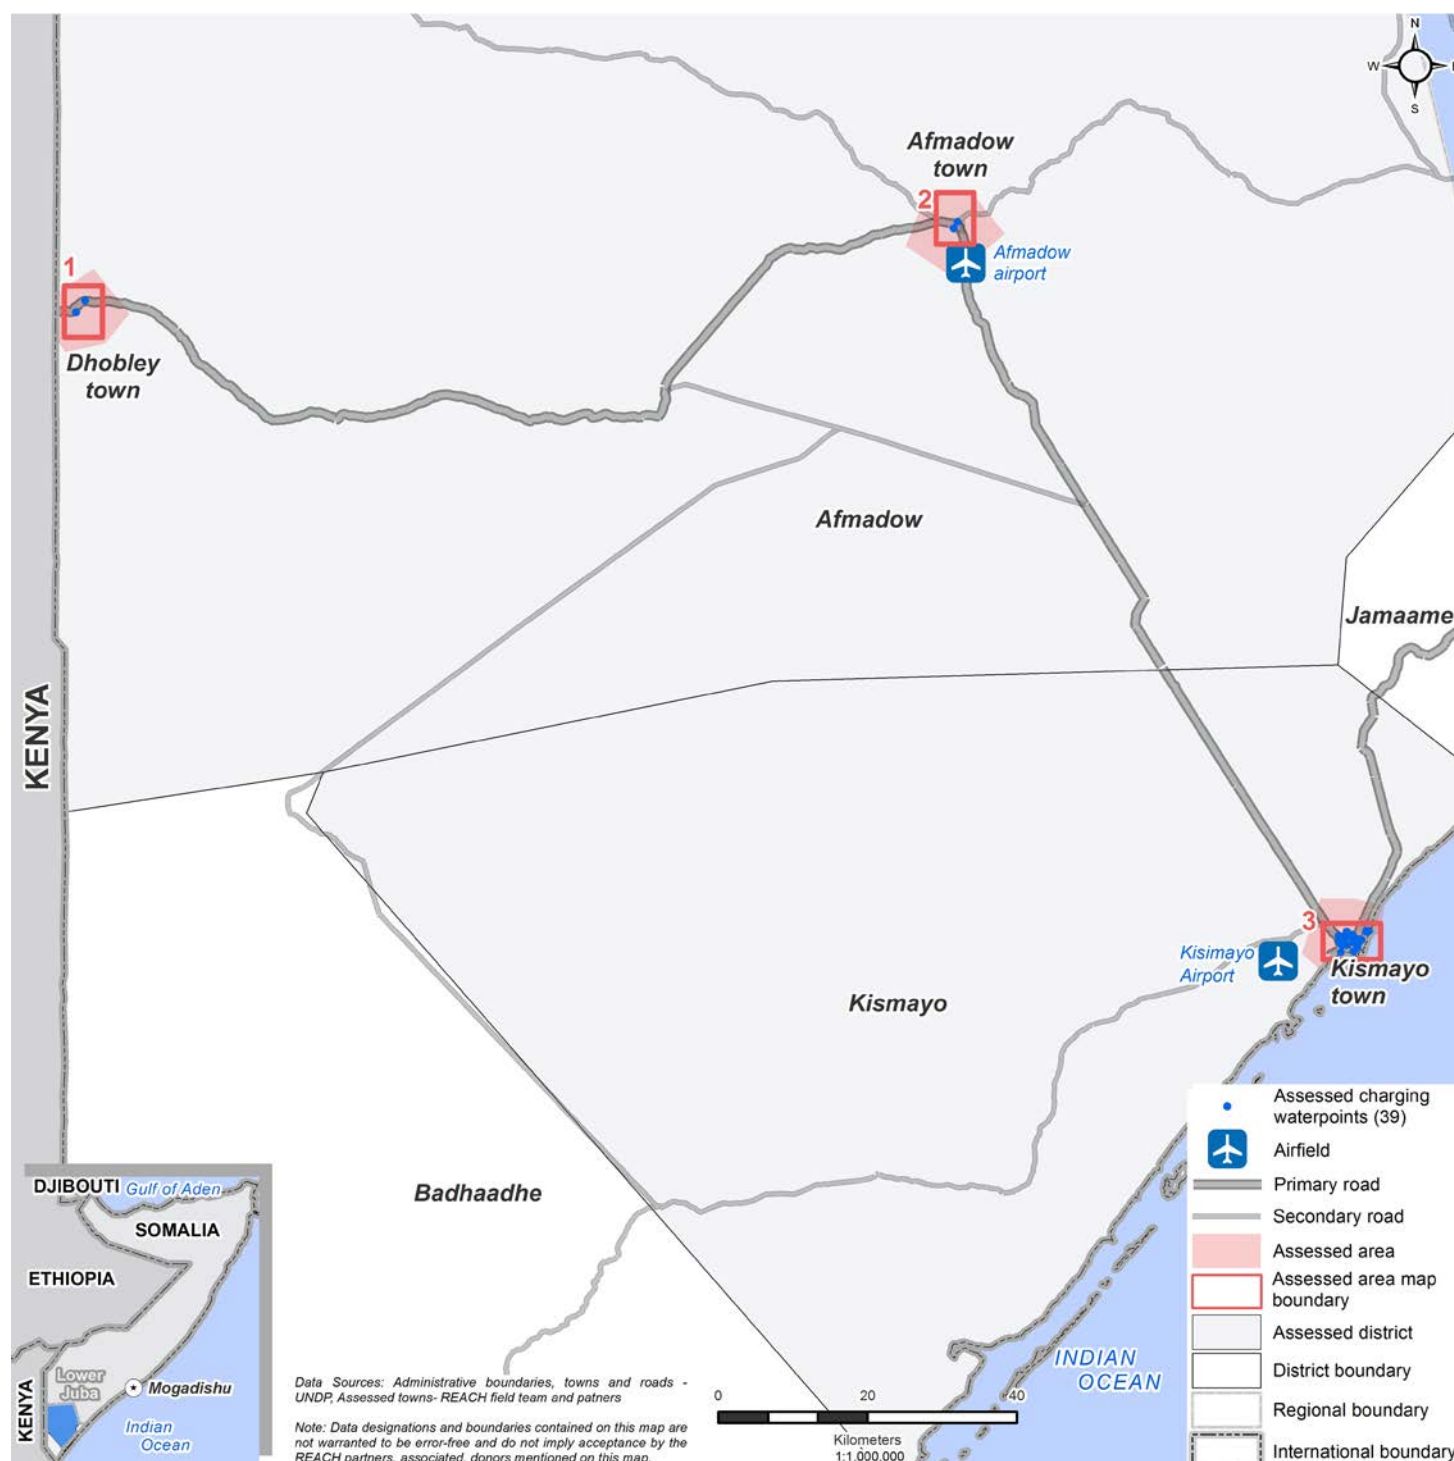 N
W
S
Afmadow
town
2
Afmadow
airport
1
Dhobley
town
Afmadow
Jamaame
KENYA
3
Kisimayo
Airport
Kismayo
town
Kismayo
Badhaadhe
INDIAN
OCEAN
DJIBOUTI
Gulf of Aden
SOMALIA
ETHIOPIA
Lower
Juba
Mogadishu
KENYA
Indian
Ocean
Data Sources: Administrative boundaries, towns and roads -
UNDP, Assessed towns- REACH field team and patners
Note: Data designations and boundaries contained on this map are
not warranted to be error-free and do not imply acceptance by the
REACH partners, associated, donors mentioned on this map.
0 20 40
Kilometers
1:1,000,000
Assessed charging
waterpoints (39)
Airfield
Primary road
Secondary road
Assessed area
Assessed area map
boundary
Assessed district
District boundary
Regional boundary
International boundary